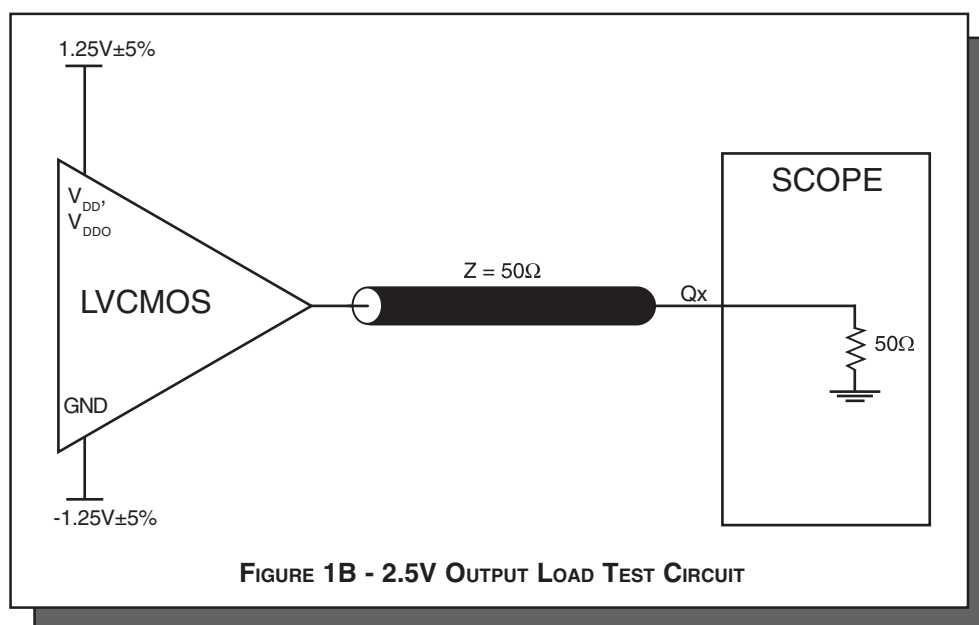 1.25V±5%
SCOPE
V_DD,
V_DDO
LVCMOS
Z = 50Ω
Qx
50Ω
GND
-1.25V±5%
FIGURE 1B - 2.5V OUTPUT LOAD TEST CIRCUIT